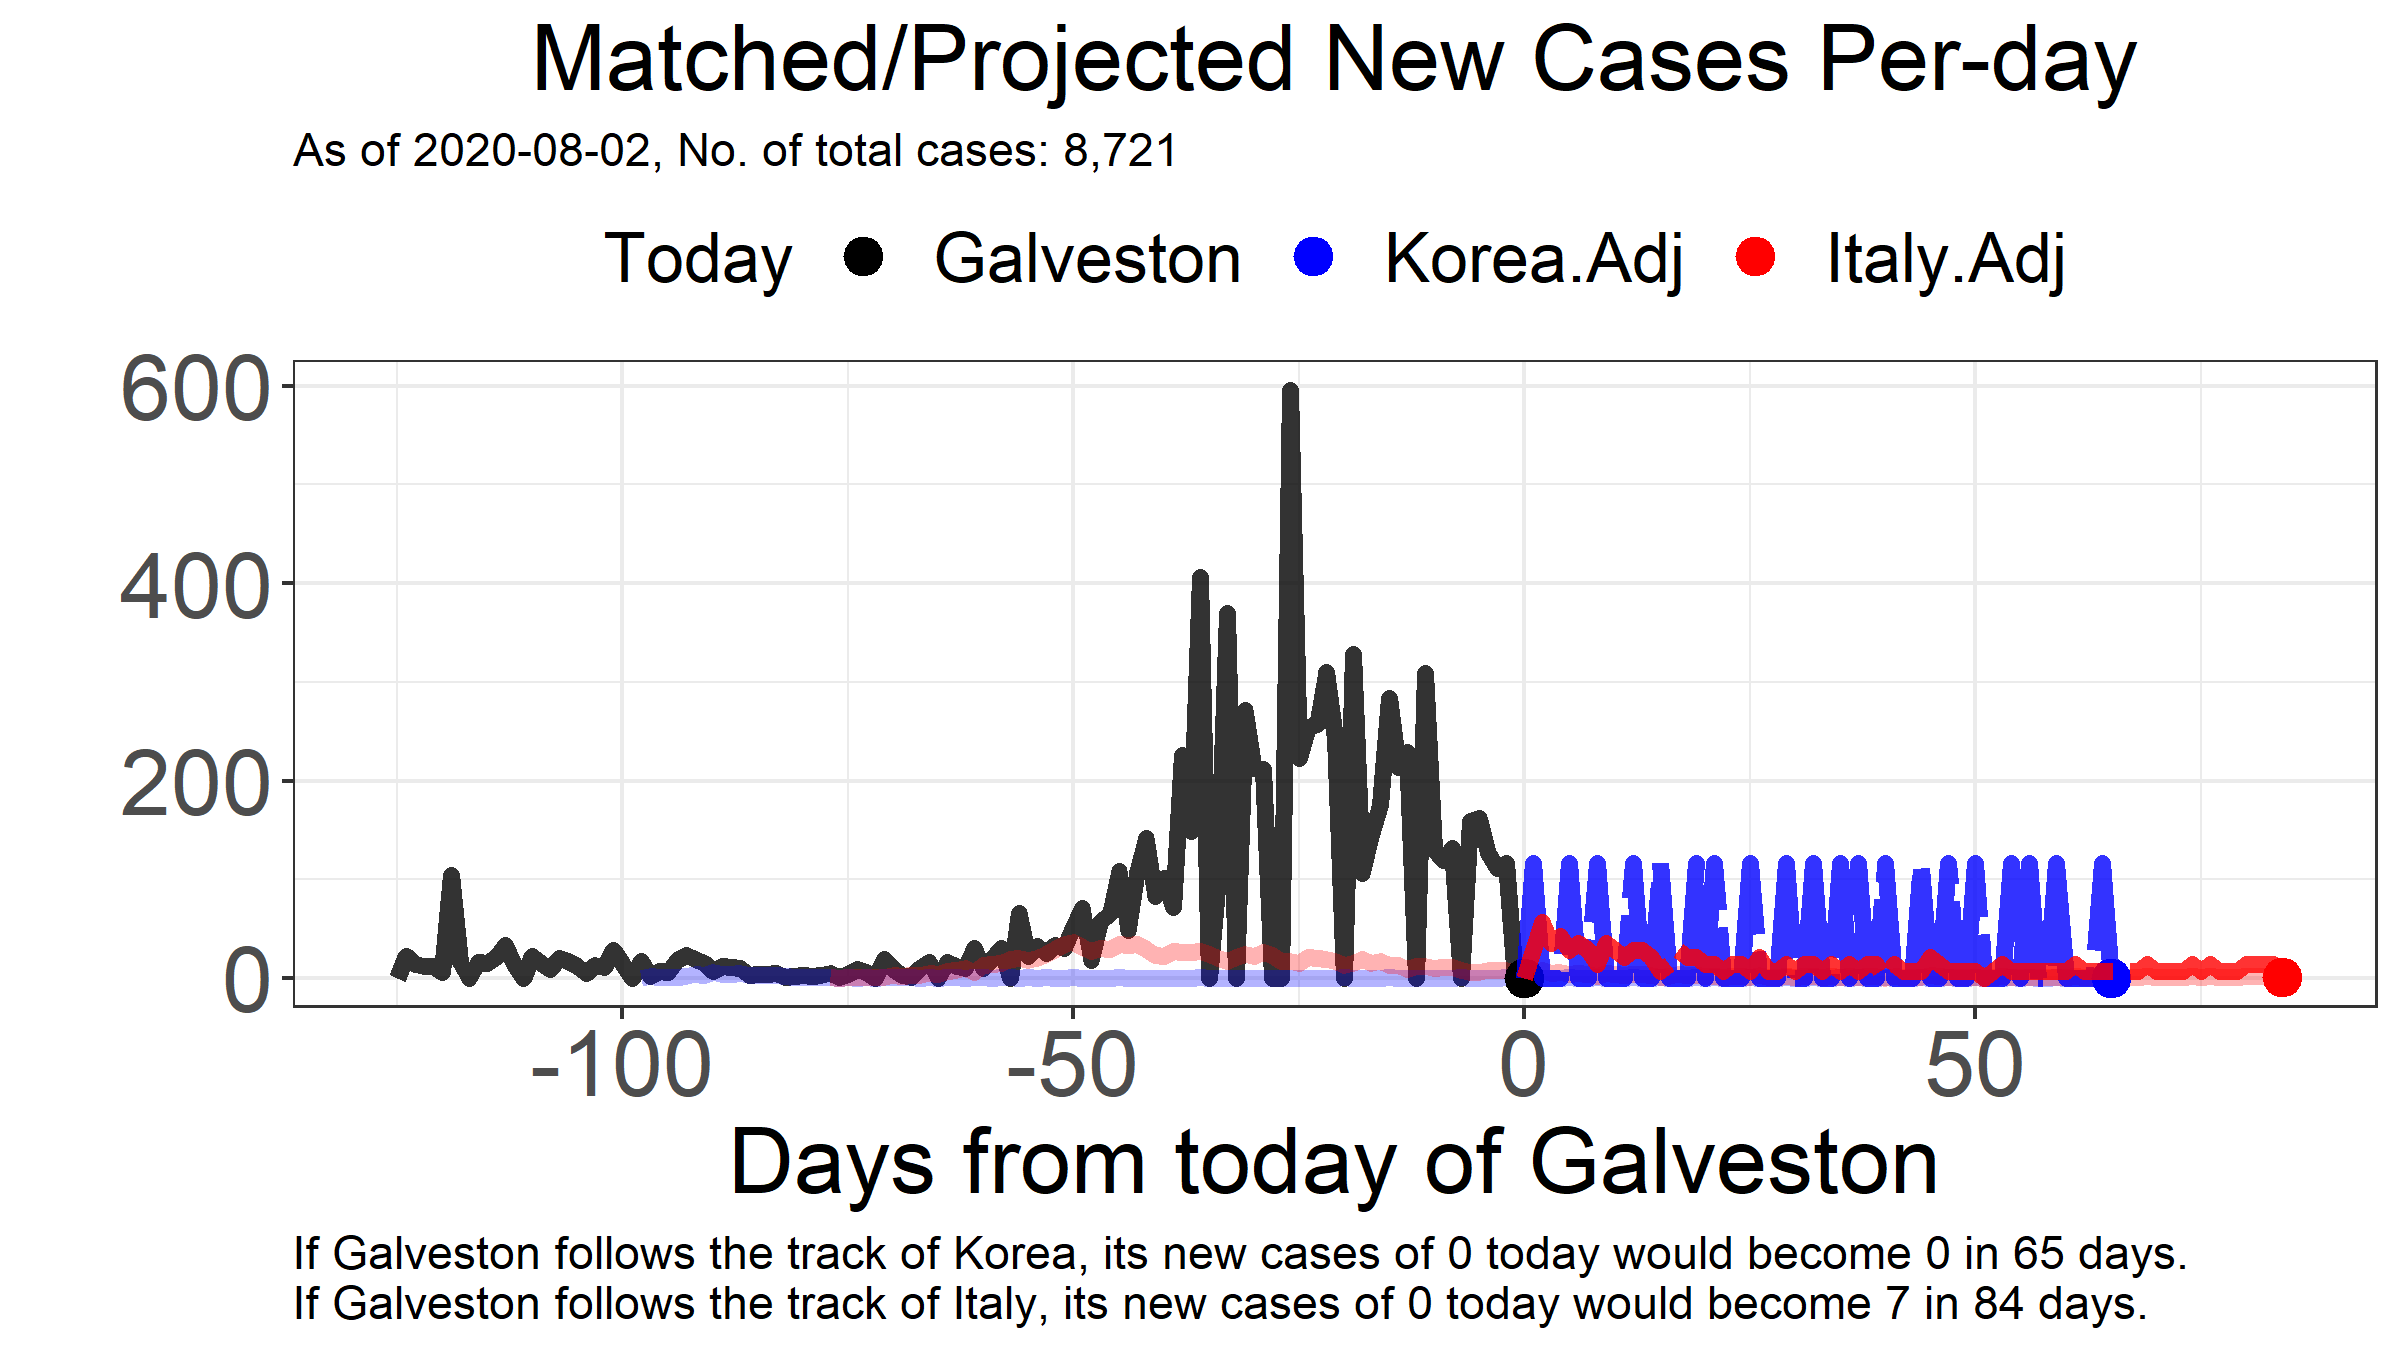 Matched/Projected New Cases Per-day
As of 2020-08-02, No. of total cases: 8,721
Today Galveston Korea.Adj Italy.Adj
600
400
200
0
-100 -50 0 50
Days from today of Galveston
If Galveston follows the track of Korea, its new cases of 0 today would become 0 in 65 days.
If Galveston follows the track of Italy, its new cases of 0 today would become 7 in 84 days.